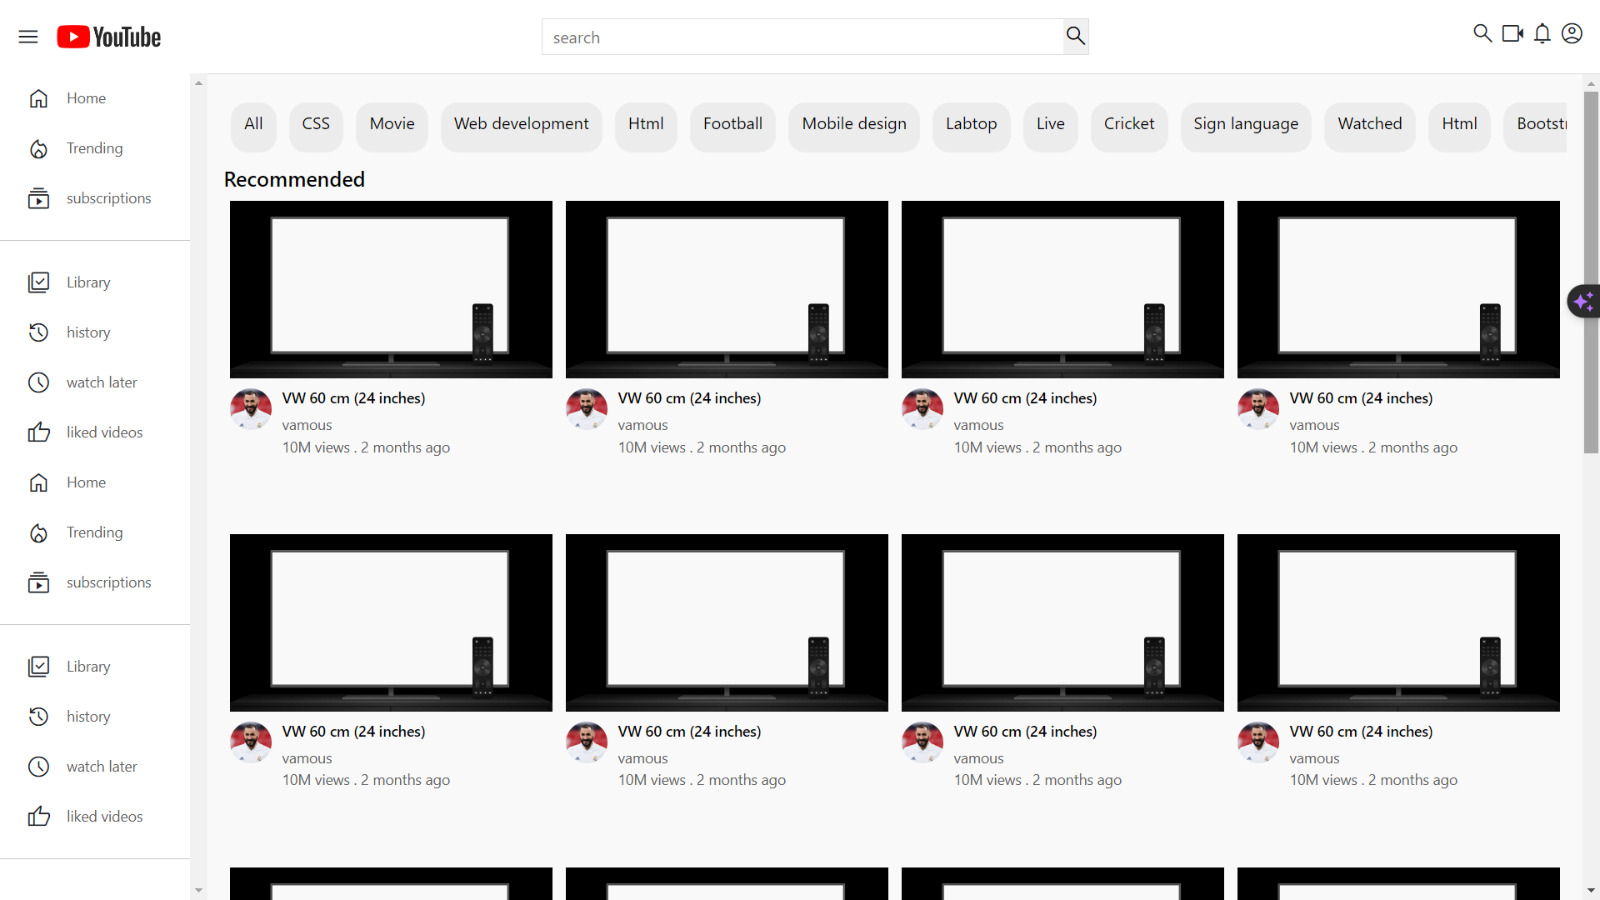 YouTube
search
Home
Trending
subscriptions
Library
history
watch later
liked videos
Home
Trending
subscriptions
Library
history
watch later
liked videos
All CSS Movie Web development Html Football Mobile design Labtop Live Cricket Sign language Watched Html Bootstr
Recommended
VW 60 cm (24 inches)
vamous
10M views . 2 months ago
VW 60 cm (24 inches)
vamous
10M views . 2 months ago
VW 60 cm (24 inches)
vamous
10M views . 2 months ago
VW 60 cm (24 inches)
vamous
10M views . 2 months ago
VW 60 cm (24 inches)
vamous
10M views . 2 months ago
VW 60 cm (24 inches)
vamous
10M views . 2 months ago
VW 60 cm (24 inches)
vamous
10M views . 2 months ago
VW 60 cm (24 inches)
vamous
10M views . 2 months ago